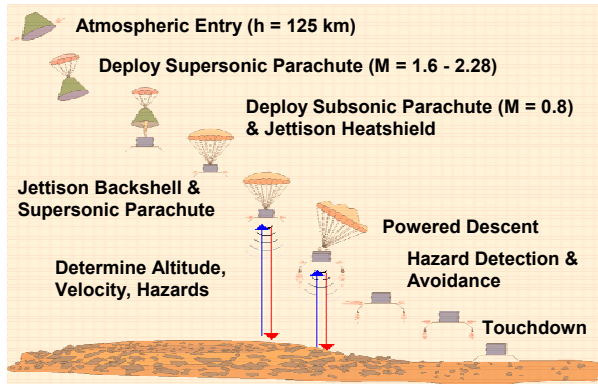 Atmospheric Entry (h = 125 km)
Deploy Supersonic Parachute (M = 1.6 - 2.28)
Deploy Subsonic Parachute (M = 0.8)
& Jettison Heatshield
Jettison Backshell &
Supersonic Parachute
Powered Descent
Determine Altitude,
Velocity, Hazards
Hazard Detection &
Avoidance
Touchdown